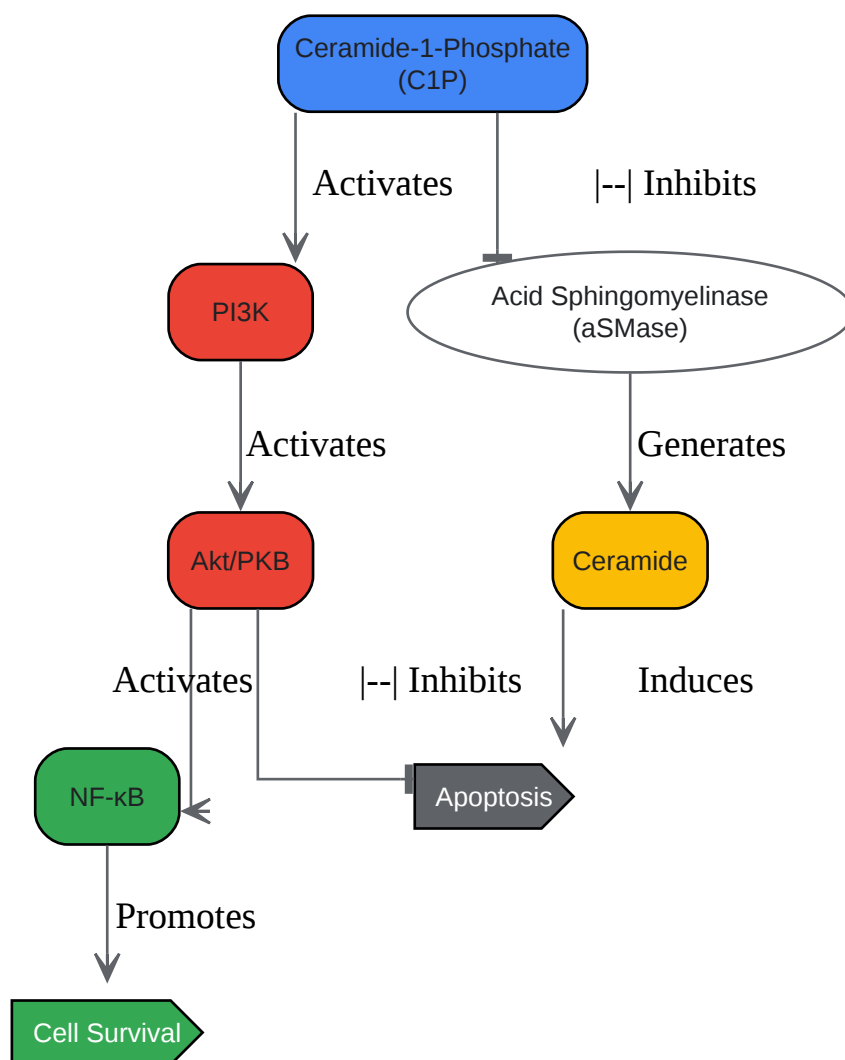 Ceramide-1-Phosphate
(C1P)
Activates
|--| Inhibits
PI3K
Acid Sphingomyelinase
(aSMase)
Activates
Generates
Akt/PKB
Ceramide
Activates
|--| Inhibits
Induces
NF-κB
Apoptosis
Promotes
Cell Survival